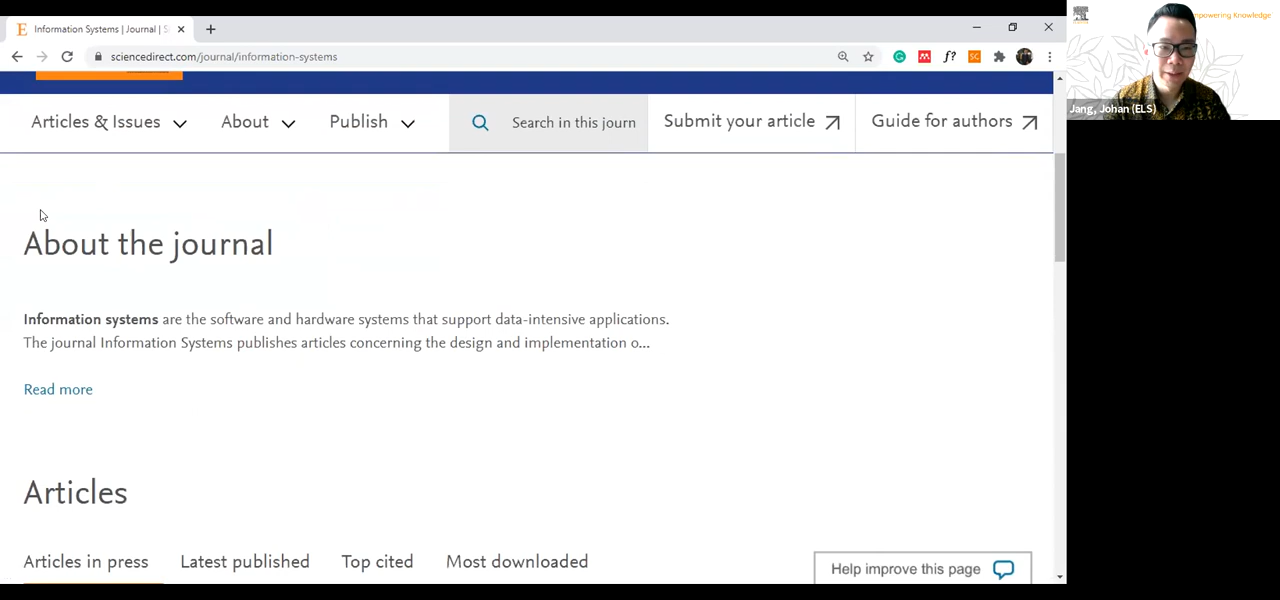 Information Systems | Journal | S
sciencedirect.com/journal/information-systems
Articles & Issues
About
Publish
Search in this journ
Submit your article
Guide for authors
About the journal
Information systems are the software and hardware systems that support data-intensive applications.
The journal Information Systems publishes articles concerning the design and implementation o...
Read more
Articles
Articles in press
Latest published
Top cited
Most downloaded
Help improve this page
Empowering Knowledge
Jang, Johan (ELS)